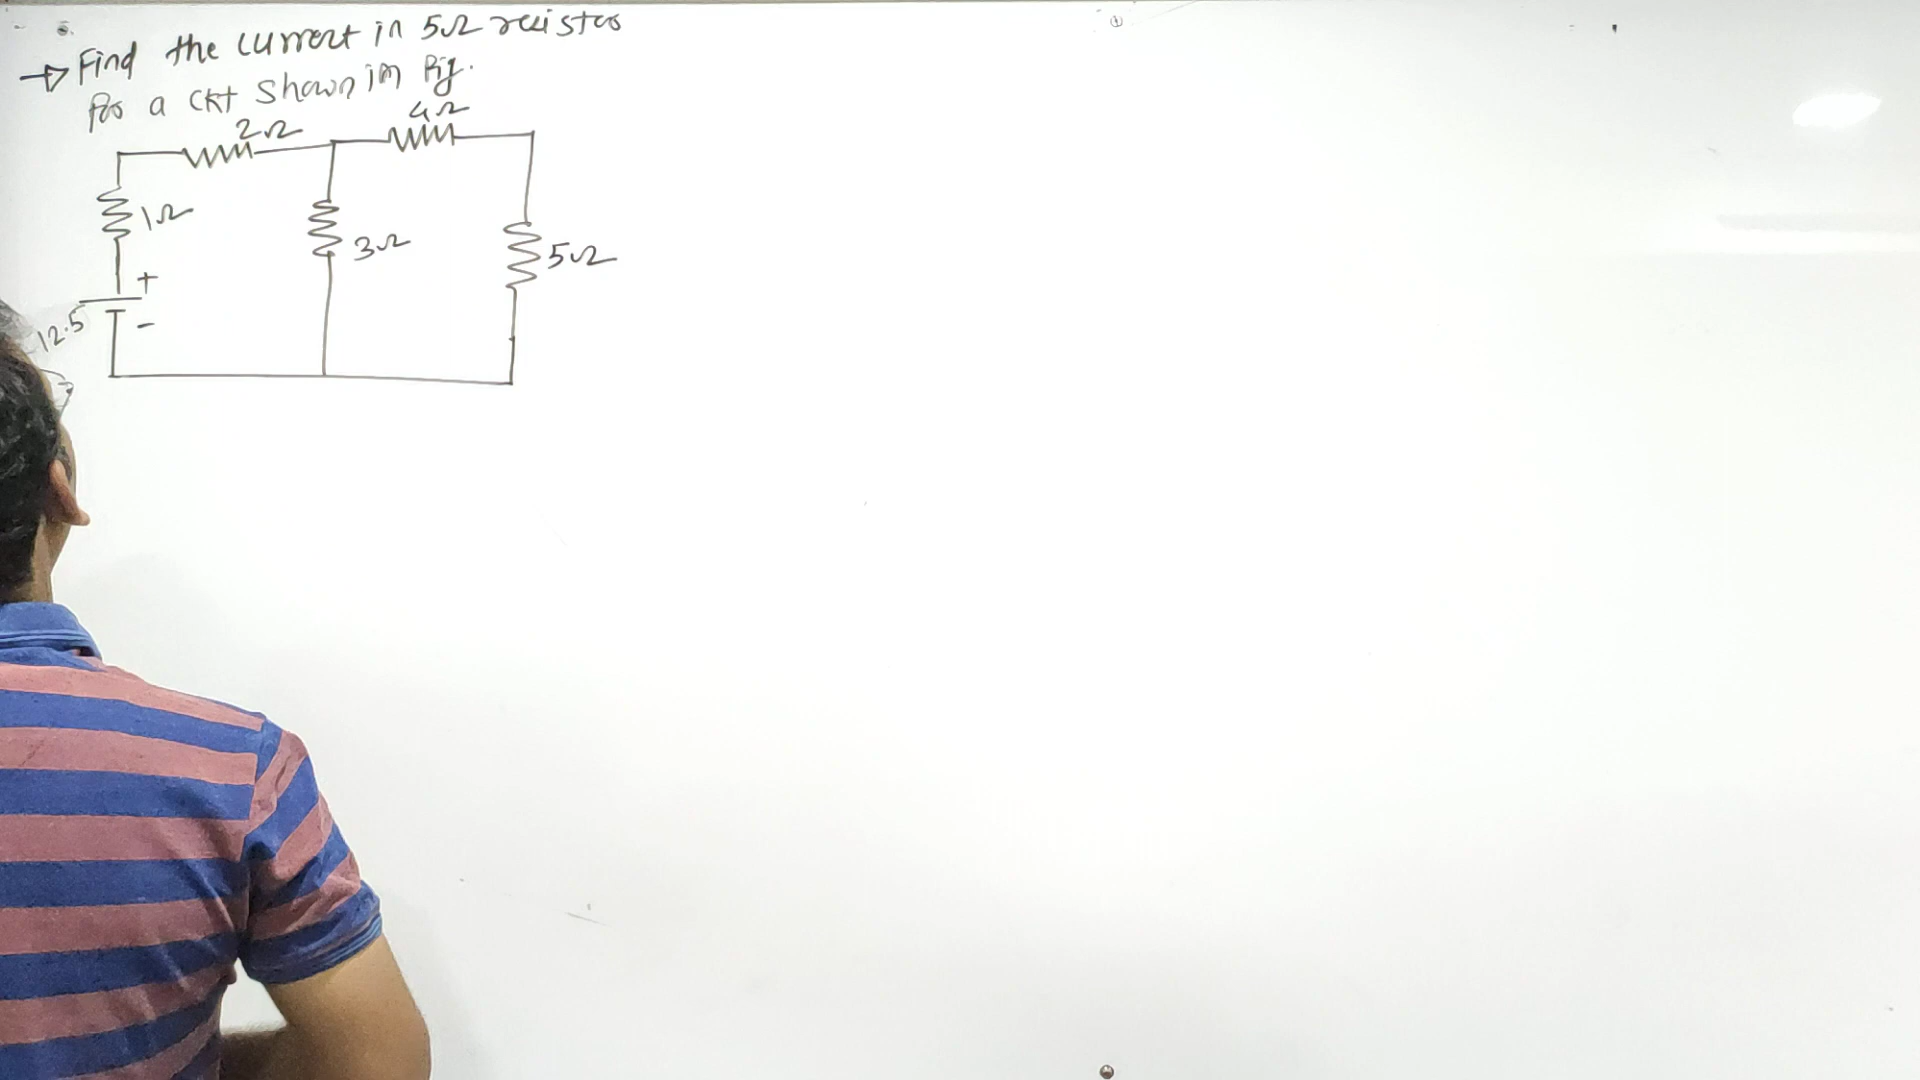 → Find the current in 5Ω resistor
for a ckt shown in fig.
2Ω
4Ω
1Ω
3Ω
5Ω
+
12.5
-